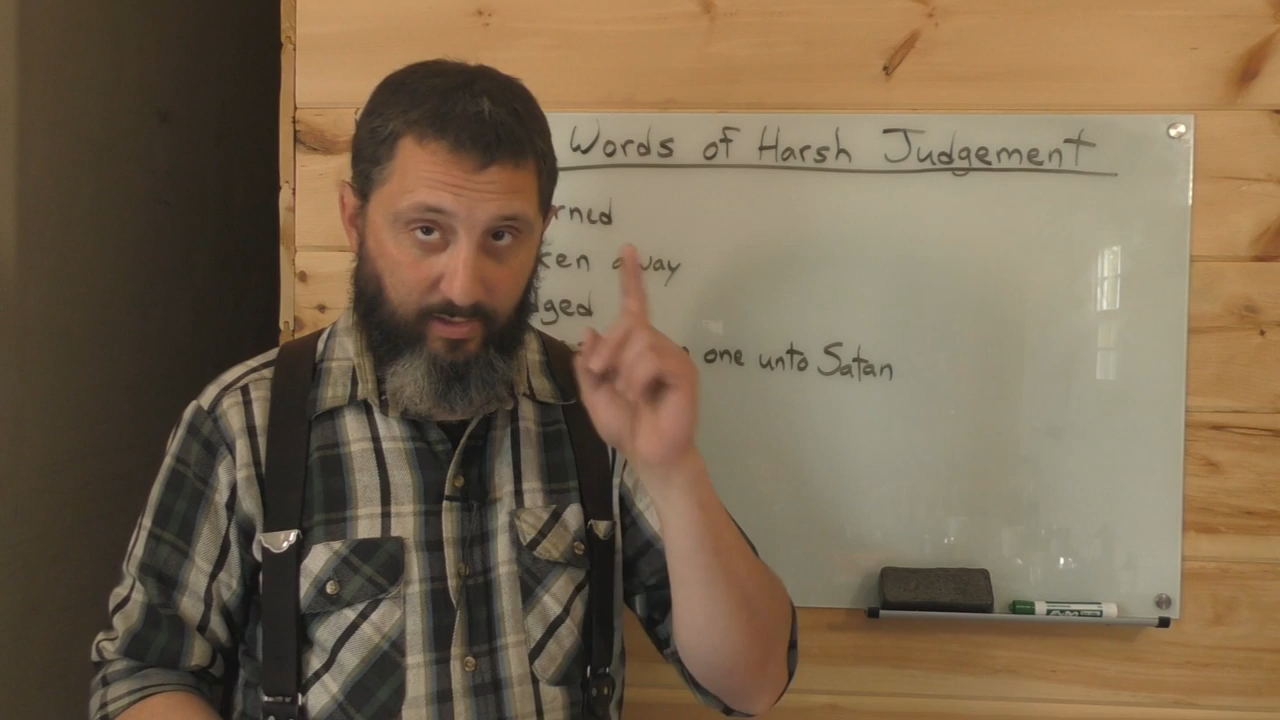 Words of Harsh Judgement
rned
ken away
dged
one unto Satan